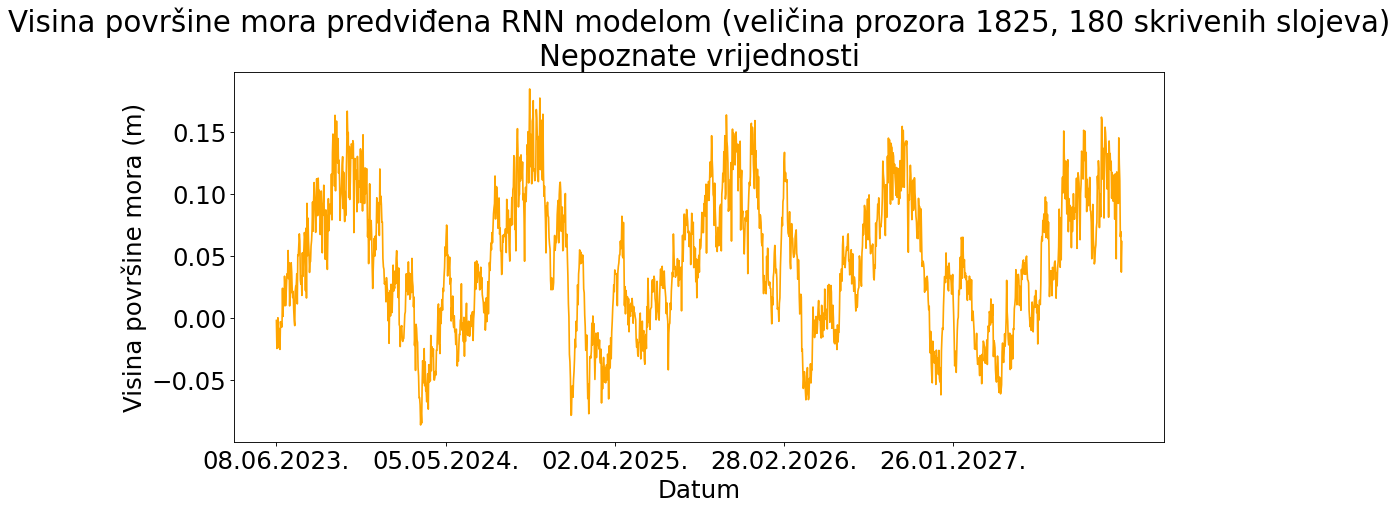 Visina površine mora predviđena RNN modelom (veličina prozora 1825, 180 skrivenih slojeva)
Nepoznate vrijednosti
Visina površine mora (m)
0.15
0.10
0.05
0.00
−0.05
08.06.2023. 05.05.2024. 02.04.2025. 28.02.2026. 26.01.2027.
Datum